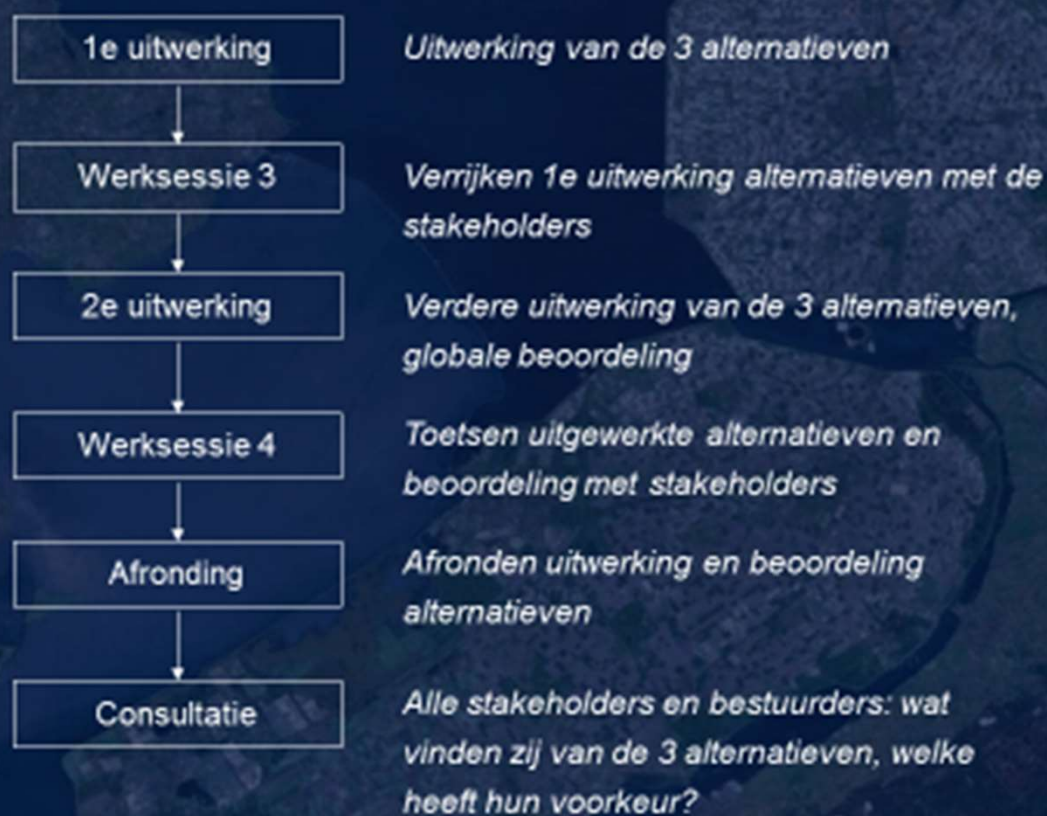 1e uitwerking
Uitwerking van de 3 alternatieven
Werksessie 3
Verrijken 1e uitwerking alternatieven met de
stakeholders
2e uitwerking
Verdere uitwerking van de 3 alternatieven,
globale beoordeling
Werksessie 4
Toetsen uitgewerkte alternatieven en
beoordeling met stakeholders
Afronding
Afronden uitwerking en beoordeling
alternatieven
Consultatie
Alle stakeholders en bestuurders: wat
vinden zij van de 3 alternatieven, welke
heeft hun voorkeur?